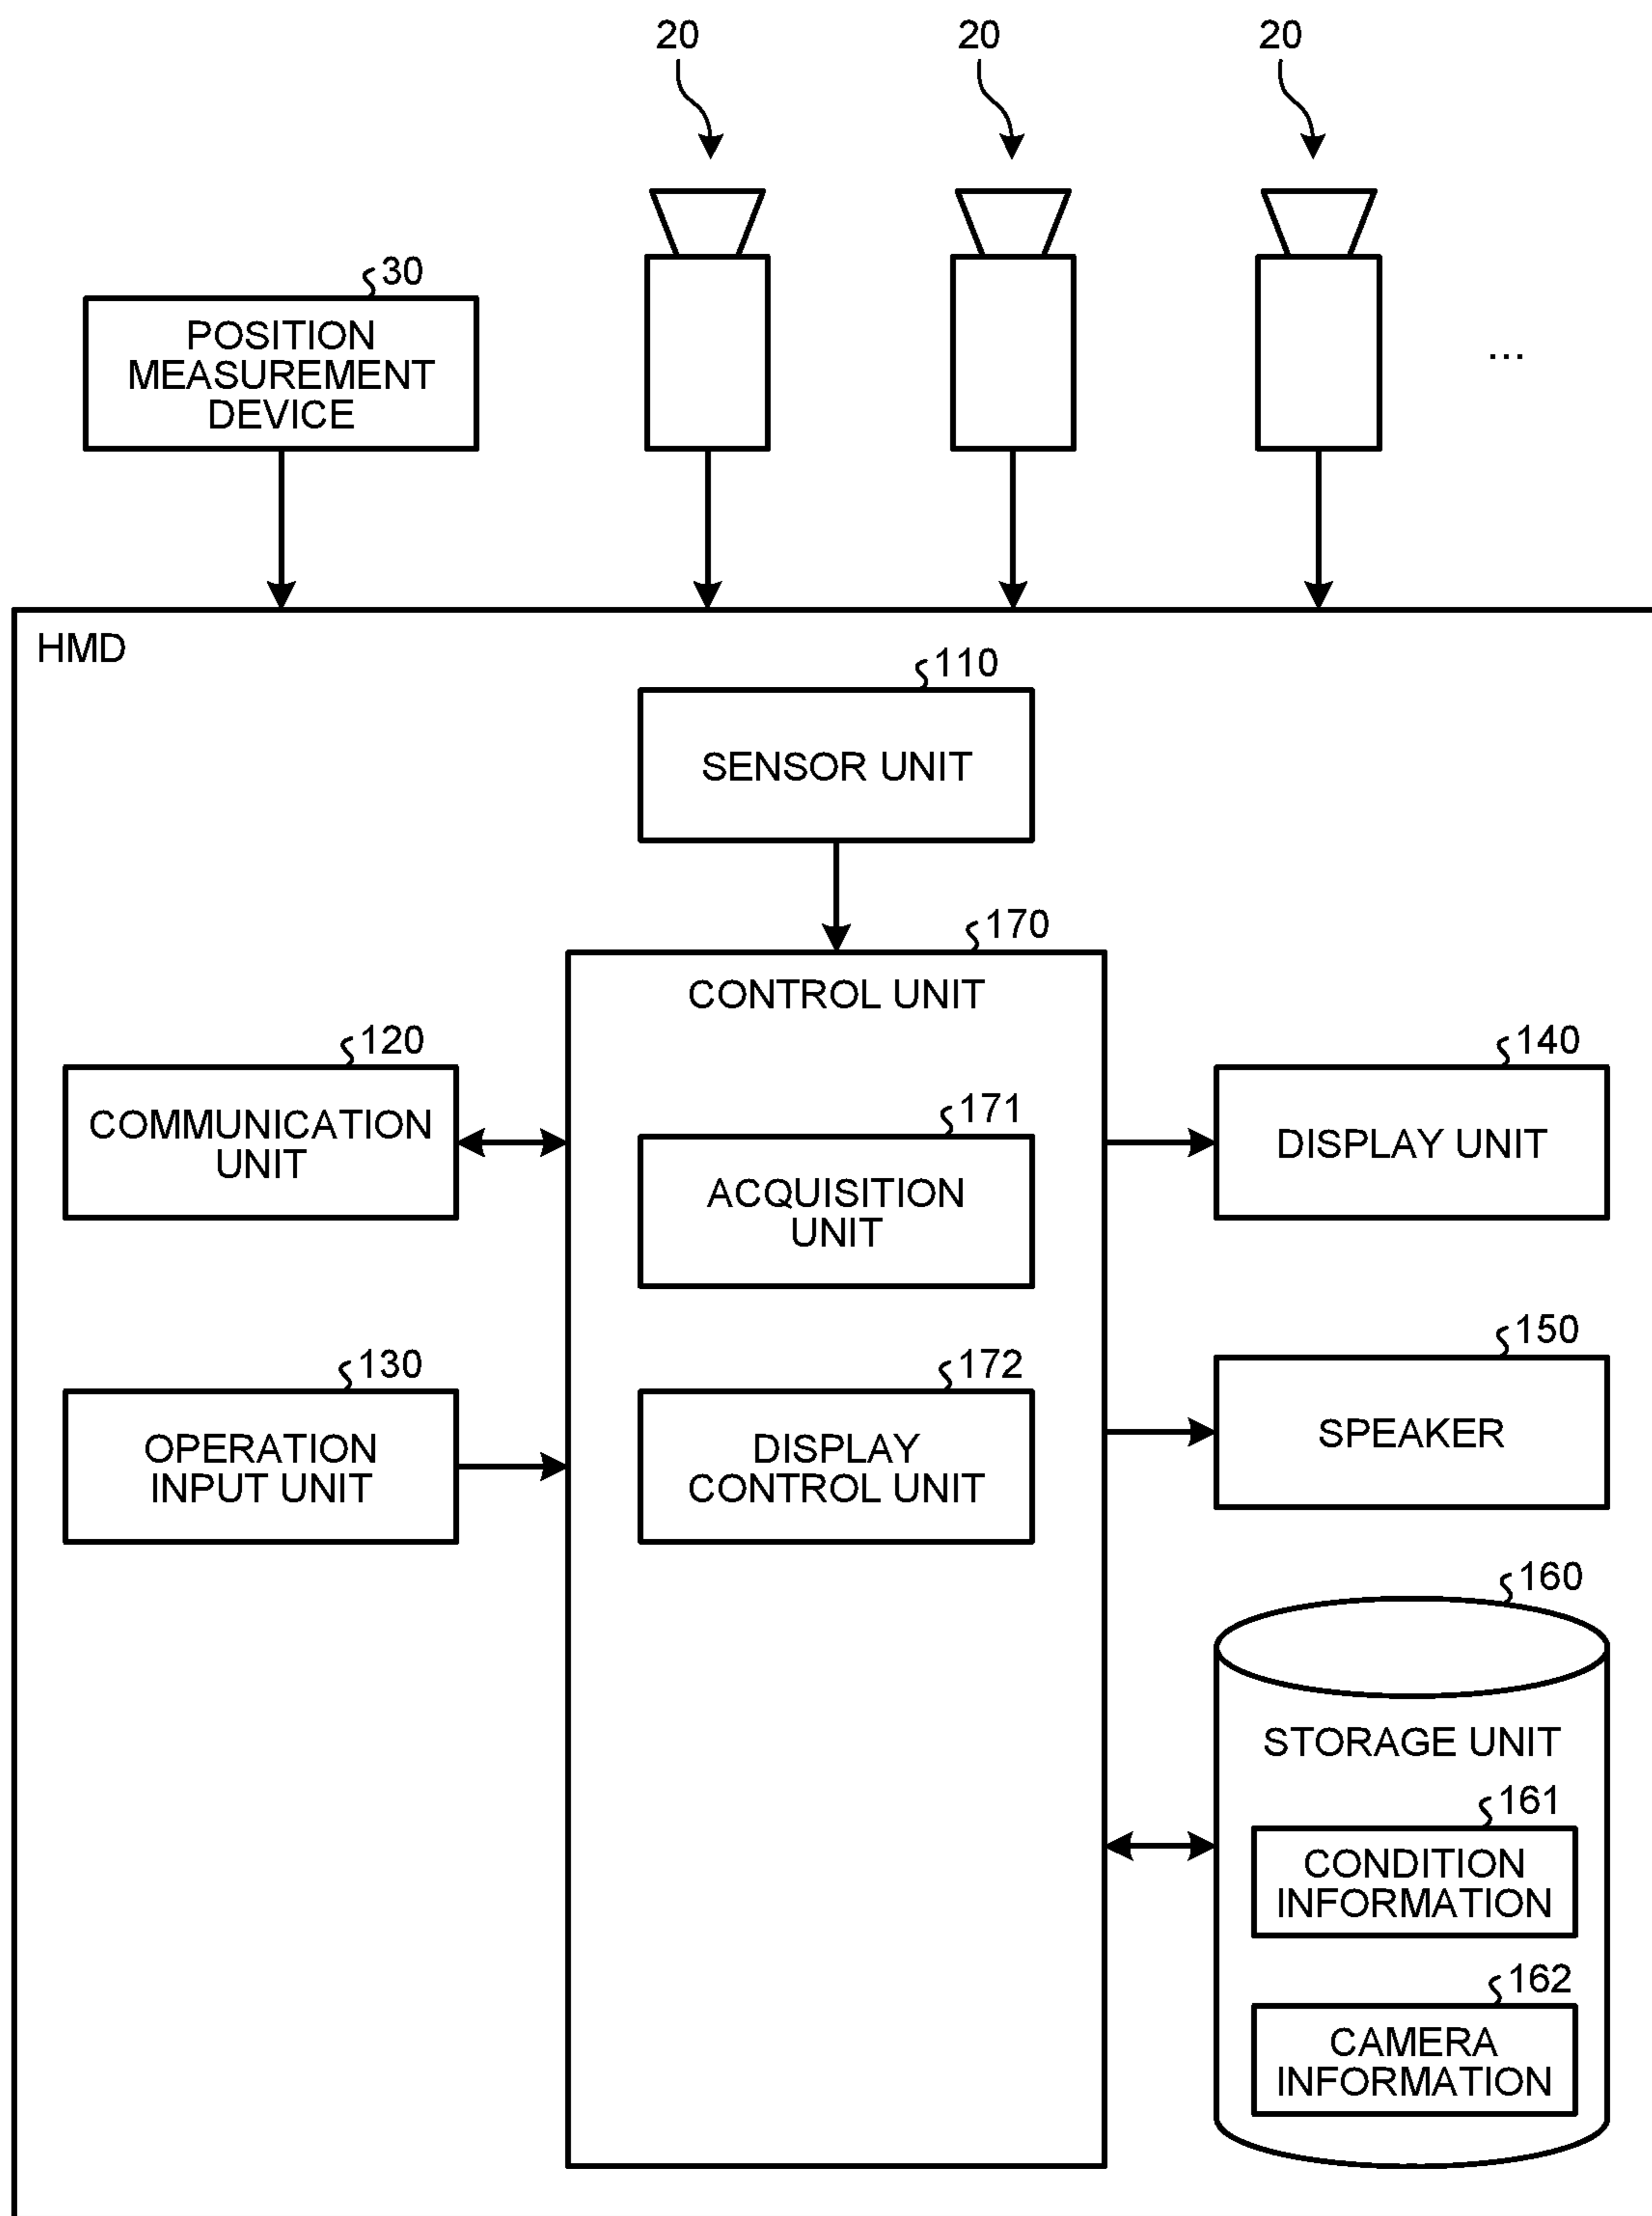 20
20
20
30
POSITION
MEASUREMENT
DEVICE
...
HMD
110
SENSOR UNIT
170
CONTROL UNIT
120
COMMUNICATION
UNIT
171
ACQUISITION
UNIT
140
DISPLAY UNIT
130
OPERATION
INPUT UNIT
172
DISPLAY
CONTROL UNIT
150
SPEAKER
160
STORAGE UNIT
161
CONDITION
INFORMATION
162
CAMERA
INFORMATION